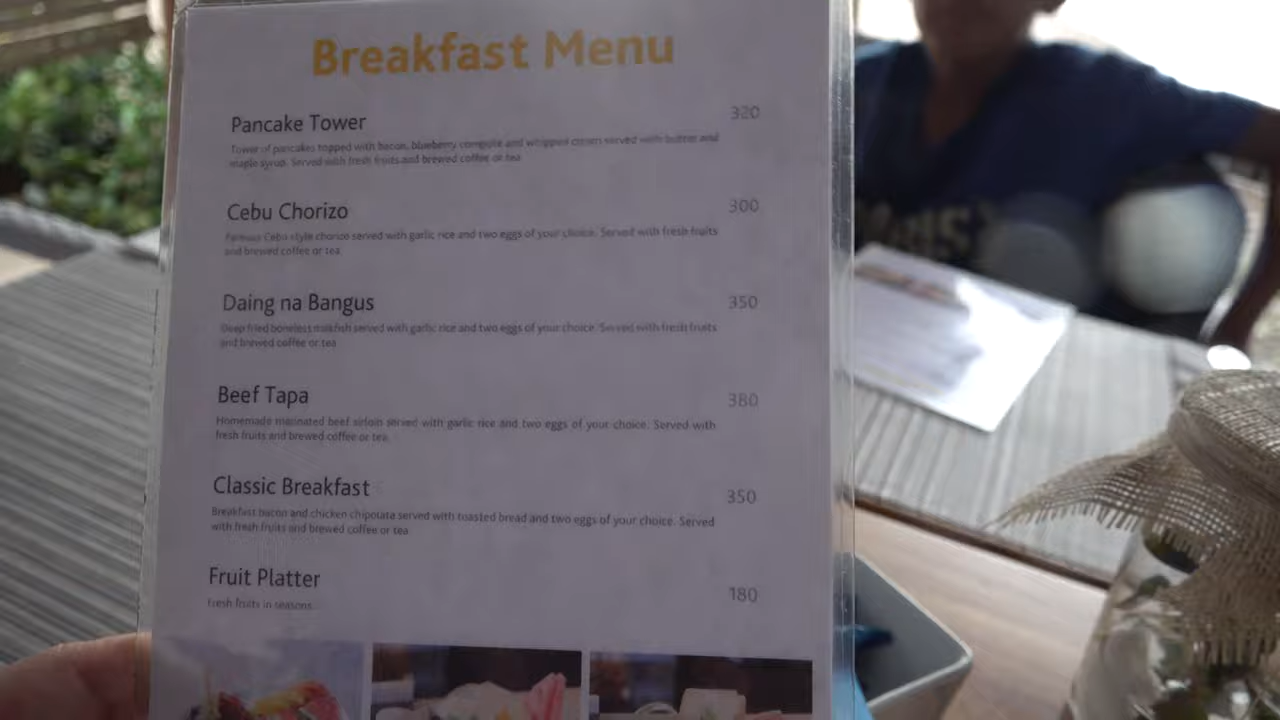 Breakfast Menu
Pancake Tower
320
Tower of pancakes topped with bacon, blueberry compote and whipped cream served with butter and
maple syrup. Served with fresh fruits and brewed coffee or tea
Cebu Chorizo
300
Famous Cebu style chorizo served with garlic rice and two eggs of your choice. Served with fresh fruits
and brewed coffee or tea
Daing na Bangus
350
Deep fried boneless milkfish served with garlic rice and two eggs of your choice. Served with fresh fruits
and brewed coffee or tea
Beef Tapa
380
Homemade marinated beef sirloin served with garlic rice and two eggs of your choice. Served with
fresh fruits and brewed coffee or tea
Classic Breakfast
350
Breakfast bacon and chicken chipolata served with toasted bread and two eggs of your choice. Served
with fresh fruits and brewed coffee or tea
Fruit Platter
180
Fresh fruits in seasons